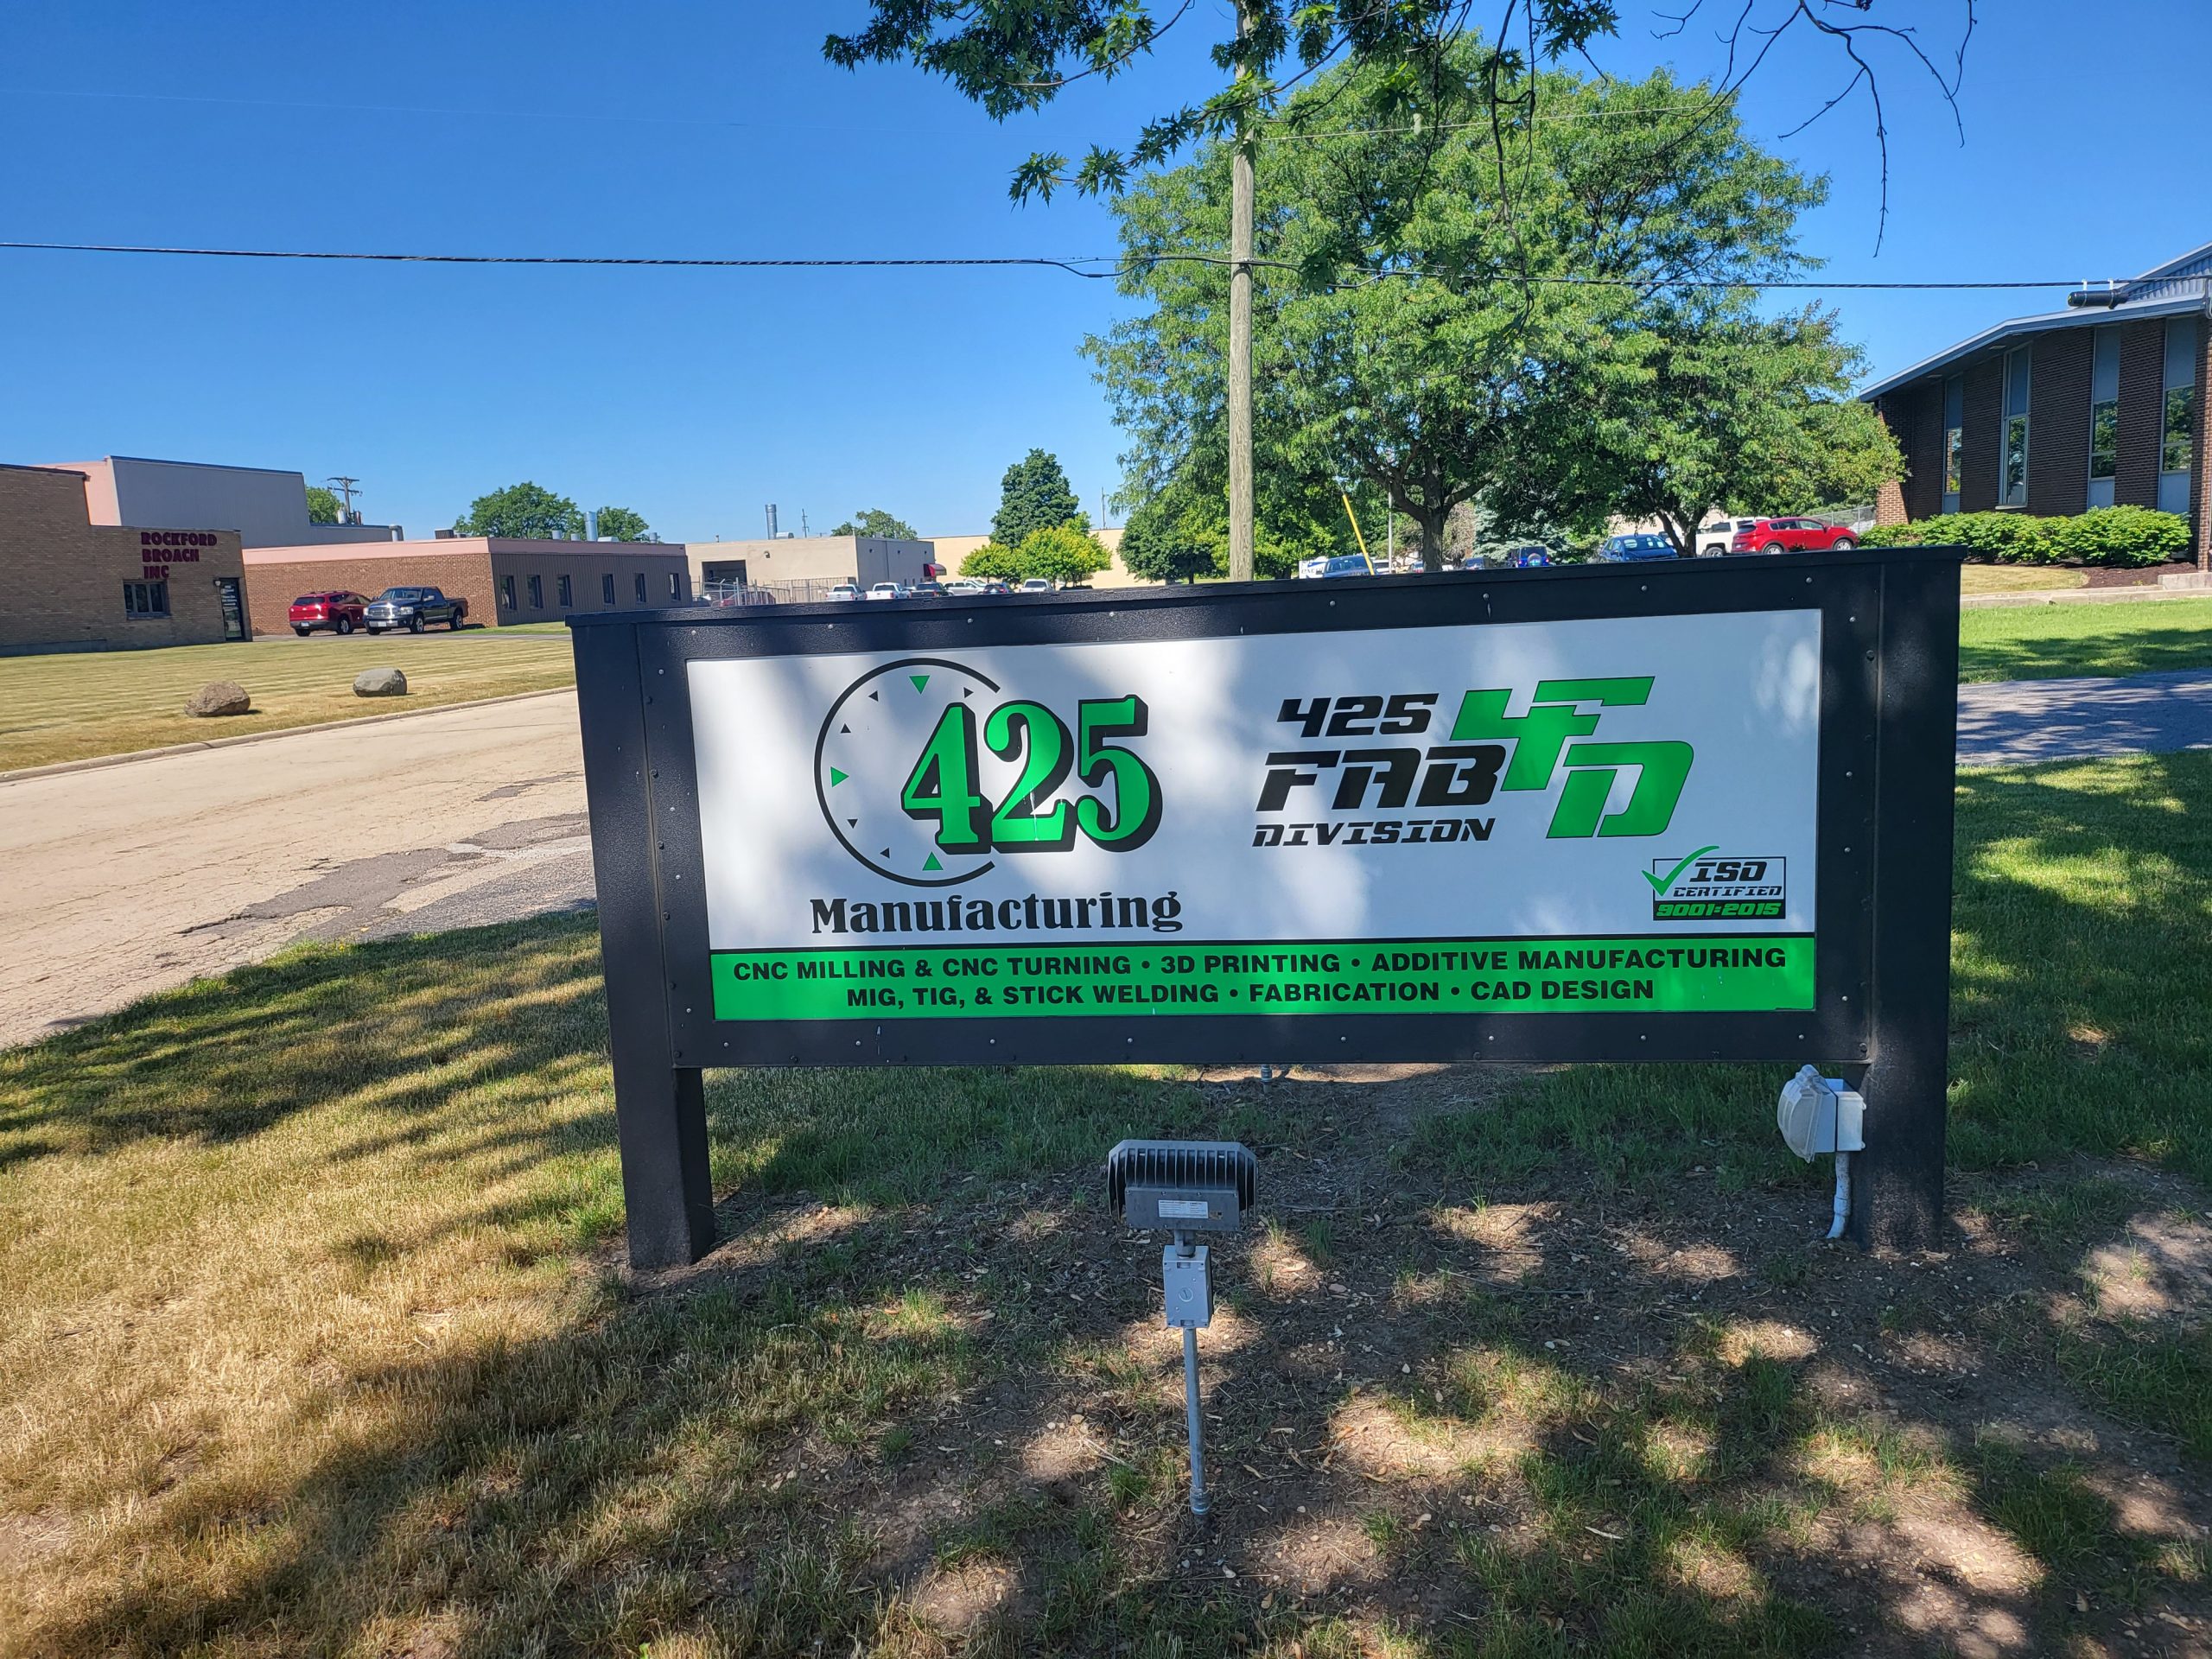 ROCKFORD
BROACH
INC
425
Manufacturing
425
FAB
DIVISION
4FD
ISO
CERTIFIED
9001:2015
CNC MILLING & CNC TURNING • 3D PRINTING • ADDITIVE MANUFACTURING
MIG, TIG, & STICK WELDING • FABRICATION • CAD DESIGN